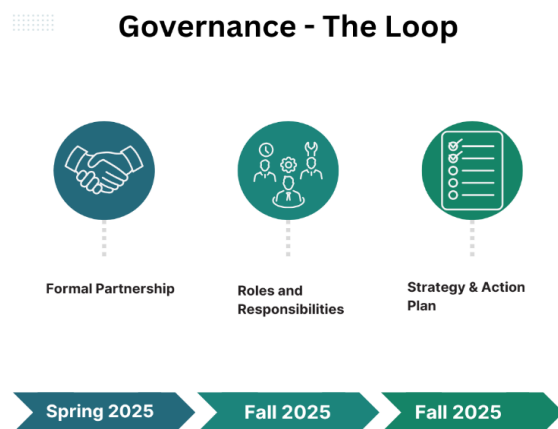 Governance - The Loop
Formal Partnership
Roles and
Responsibilities
Strategy & Action
Plan
Spring 2025
Fall 2025
Fall 2025